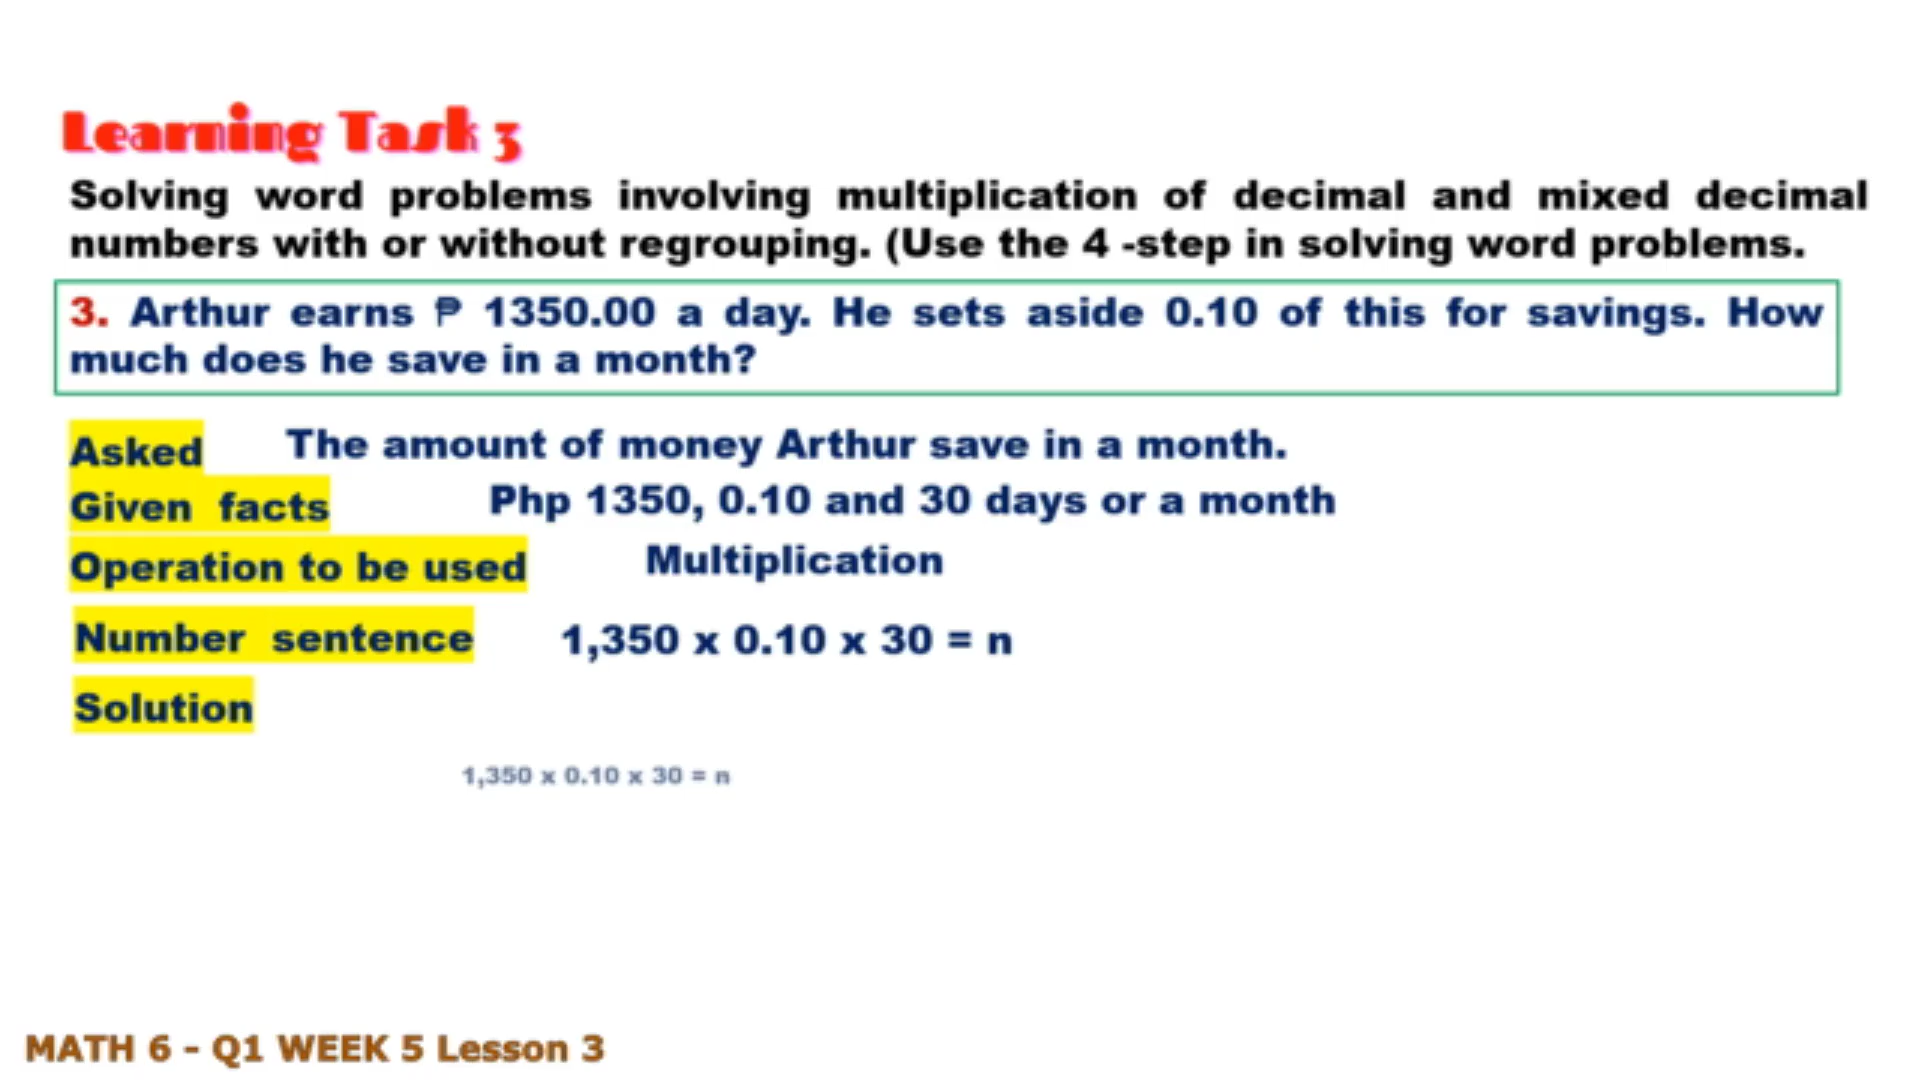 Learning Task 3
Solving word problems involving multiplication of decimal and mixed decimal
numbers with or without regrouping. (Use the 4 -step in solving word problems.
3. Arthur earns ₱ 1350.00 a day. He sets aside 0.10 of this for savings. How
much does he save in a month?
Asked The amount of money Arthur save in a month.
Given facts Php 1350, 0.10 and 30 days or a month
Operation to be used Multiplication
Number sentence 1,350 x 0.10 x 30 = n
Solution
1,350 x 0.10 x 30 = n
MATH 6 - Q1 WEEK 5 Lesson 3